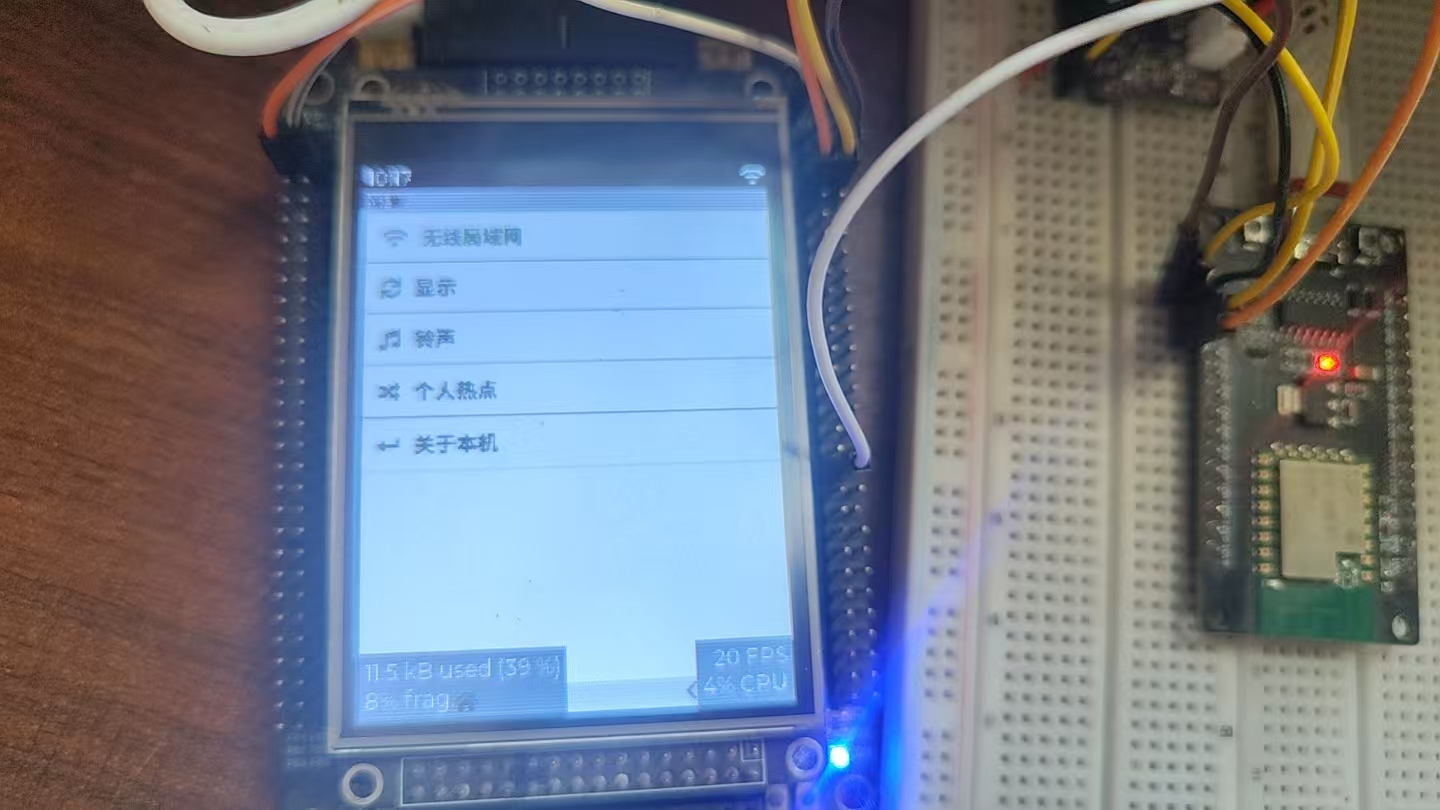 无线局域网
显示
铃声
个人热点
关于本机
11.5 kB used (39 %)
8% frag.
20 FPS
4% CPU